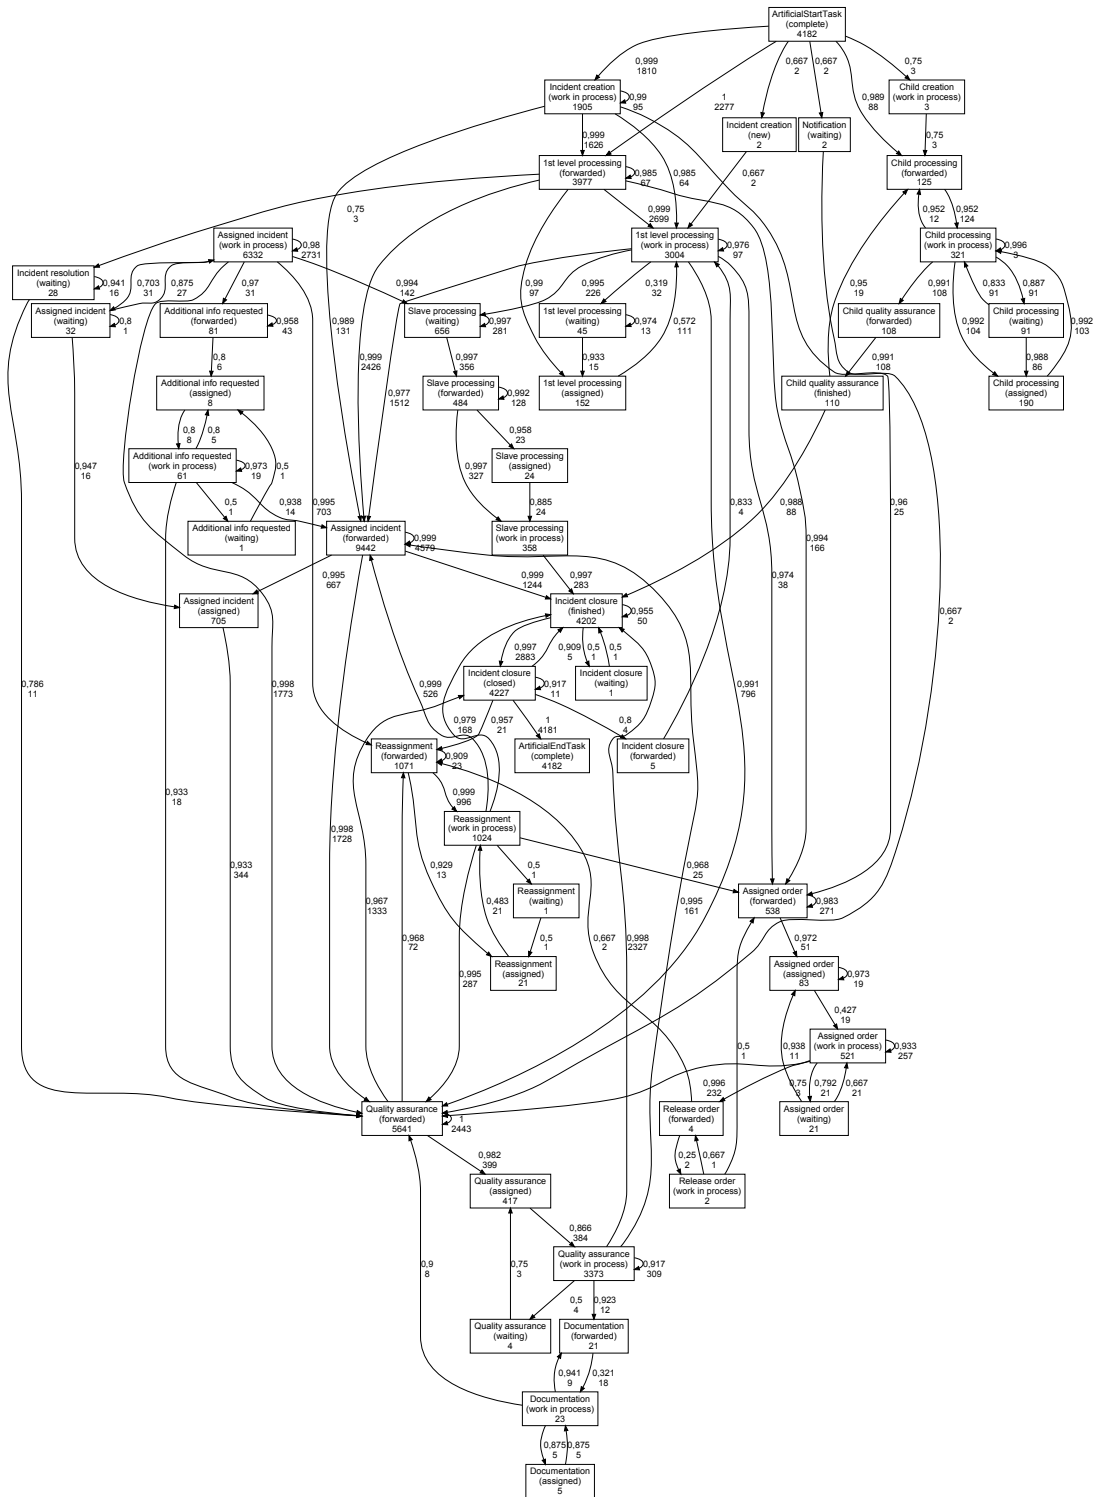 ArtificialStartTask
(complete)
4182
0,999
1810
0,667
2
0,667
2
0,75
3
Incident creation
(work in process)
1905
0,99
95
1
2277
0,989
88
Child creation
(work in process)
3
Incident creation
(new)
2
Notification
(waiting)
2
0,999
1626
0,75
3
1st level processing
(forwarded)
3977
0,985
67
0,985
64
0,667
2
Child processing
(forwarded)
125
0,75
3
0,999
2699
0,952
12
0,952
124
Assigned incident
(work in process)
6332
0,98
2731
1st level processing
(work in process)
3004
0,976
97
Child processing
(work in process)
321
0,996
3
Incident resolution
(waiting)
28
0,941
16
0,703
31
0,875
27
0,97
31
0,994
142
0,99
97
0,995
226
0,319
32
0,95
19
0,991
108
0,833
91
0,887
91
Assigned incident
(waiting)
32
0,8
1
Additional info requested
(forwarded)
81
0,958
43
0,989
131
Slave processing
(waiting)
656
0,997
281
1st level processing
(waiting)
45
0,974
13
0,572
111
Child quality assurance
(forwarded)
108
0,992
104
Child processing
(waiting)
91
0,992
103
0,8
6
0,999
2426
0,997
356
0,933
15
0,991
108
0,988
86
Additional info requested
(assigned)
8
0,977
1512
Slave processing
(forwarded)
484
0,992
128
1st level processing
(assigned)
152
Child quality assurance
(finished)
110
Child processing
(assigned)
190
0,8
8
0,8
5
0,958
23
0,947
16
Additional info requested
(work in process)
61
0,973
19
0,5
1
0,997
327
Slave processing
(assigned)
24
0,5
1
0,938
14
0,995
703
0,885
24
0,833
4
0,988
88
0,96
25
Additional info requested
(waiting)
1
Assigned incident
(forwarded)
9442
0,999
4579
Slave processing
(work in process)
358
0,994
166
0,995
667
0,999
1244
0,997
283
0,974
38
Assigned incident
(assigned)
705
Incident closure
(finished)
4202
0,955
50
0,667
2
0,997
2883
0,909
5
0,5
1
0,5
1
0,786
11
0,998
1773
0,999
526
Incident closure
(closed)
4227
0,917
11
Incident closure
(waiting)
1
0,991
796
0,979
168
0,957
21
1
4181
0,8
4
Reassignment
(forwarded)
1071
0,909
23
ArtificialEndTask
(complete)
4182
Incident closure
(forwarded)
5
0,933
18
0,999
996
Reassignment
(work in process)
1024
0,998
1728
0,933
344
0,929
13
0,5
1
0,968
25
0,967
1333
0,483
21
Reassignment
(waiting)
1
0,995
161
Assigned order
(forwarded)
538
0,983
271
0,968
72
0,995
287
0,5
1
0,667
2
0,998
2327
0,972
51
Reassignment
(assigned)
21
Assigned order
(assigned)
83
0,973
19
0,427
19
0,5
1
0,938
11
Assigned order
(work in process)
521
0,933
257
0,996
232
0,75
3
0,792
21
0,667
21
Quality assurance
(forwarded)
5641
1
2443
Release order
(forwarded)
4
Assigned order
(waiting)
21
0,982
399
0,25
2
0,667
1
Quality assurance
(assigned)
417
Release order
(work in process)
2
0,866
384
0,9
8
0,75
3
Quality assurance
(work in process)
3373
0,917
309
0,5
4
0,923
12
Quality assurance
(waiting)
4
Documentation
(forwarded)
21
0,941
9
0,321
18
Documentation
(work in process)
23
0,875
5
0,875
5
Documentation
(assigned)
5